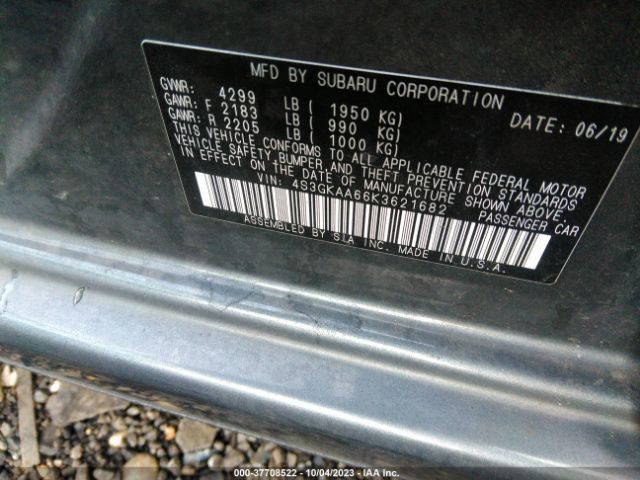 MFD BY SUBARU CORPORATION DATE: 06/19
GVWR: 4299 LB ( 1950 KG)
GAWR: F 2183 LB ( 990 KG)
GAWR: R 2205 LB ( 1000 KG)
THIS VEHICLE CONFORMS TO ALL APPLICABLE FEDERAL MOTOR
VEHICLE SAFETY, BUMPER, AND THEFT PREVENTION STANDARDS
IN EFFECT ON THE DATE OF MANUFACTURE SHOWN ABOVE.
VIN: 4S3GKAA66K3621682 PASSENGER CAR
ASSEMBLED BY SIA INC. MADE IN U.S.A.
000-37708522 - 10/04/2023 - IAA Inc.